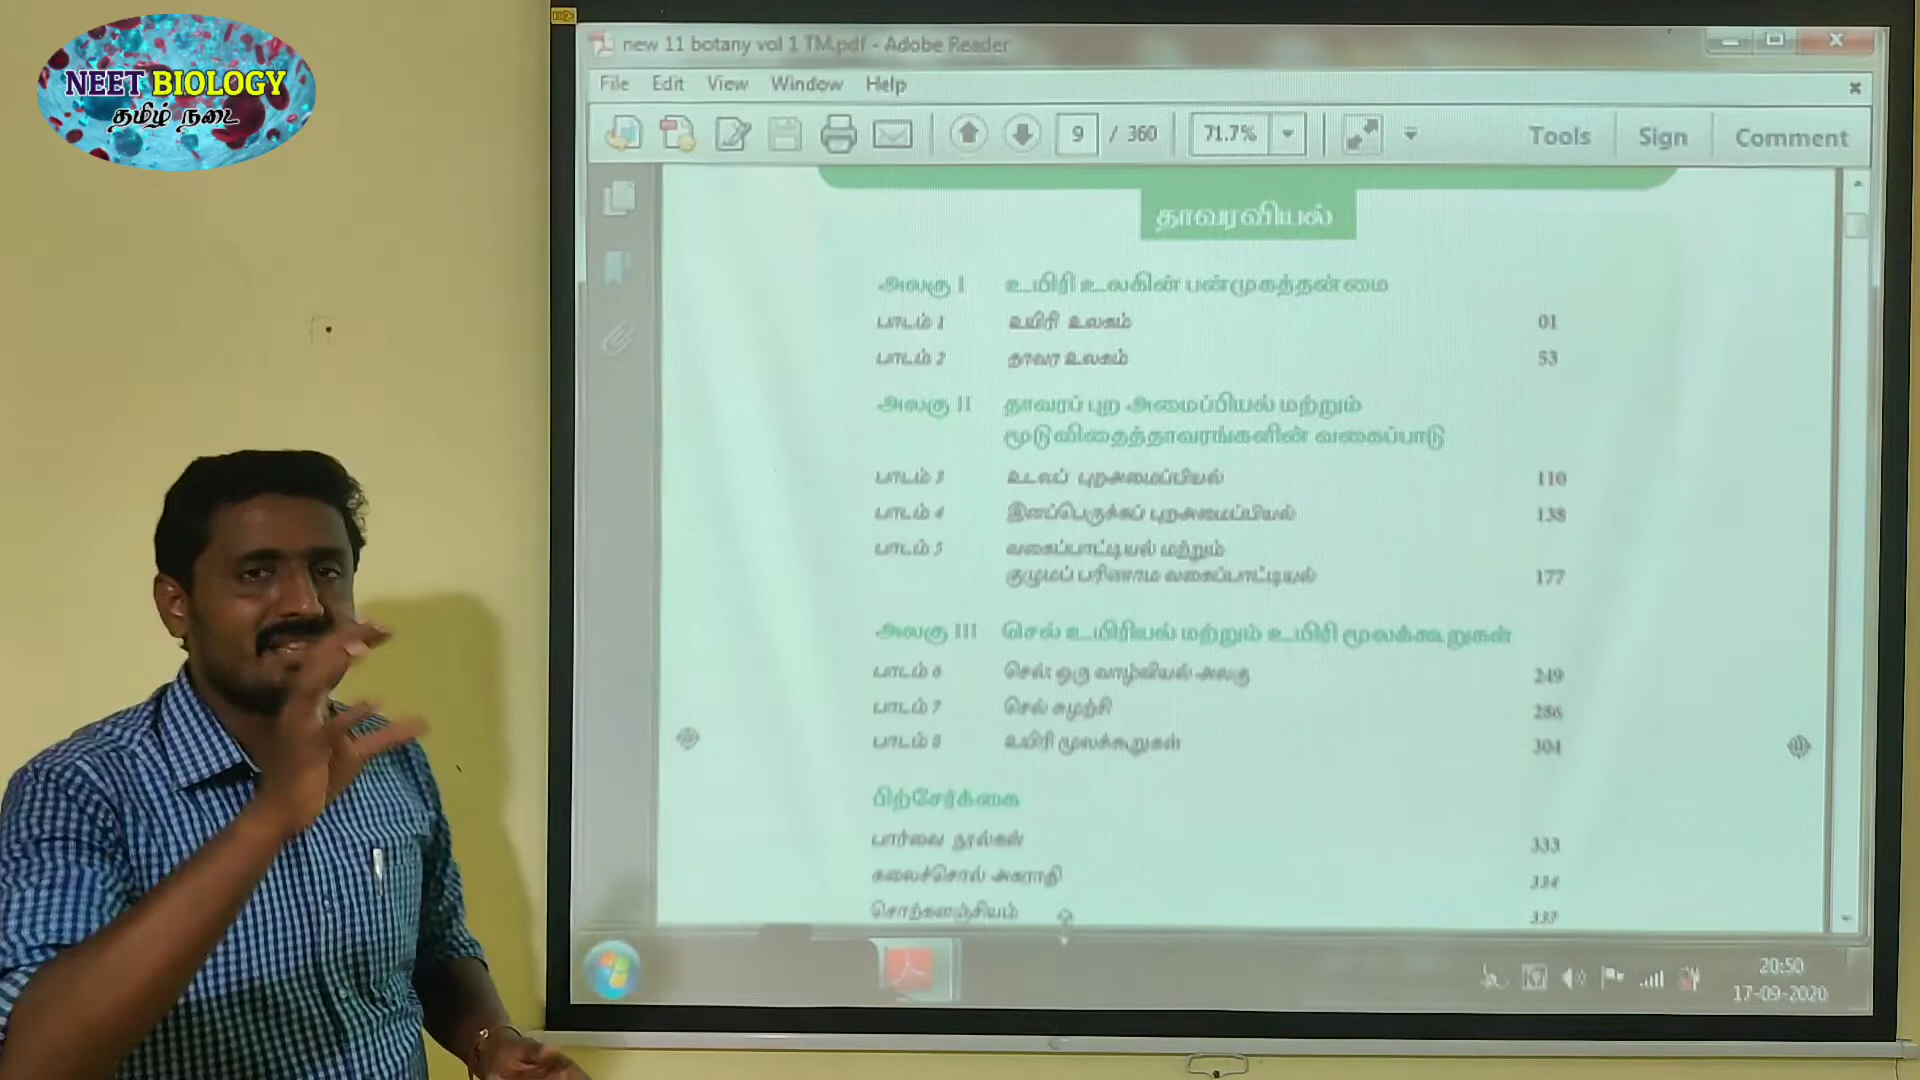 NEET BIOLOGY
தமிழ் நடை
new 11 botany vol 1 TM.pdf - Adobe Reader
File Edit View Window Help
9 / 360 71.7% Tools Sign Comment
தாவரவியல்
அலகு I உயிரி உலகின் பன்முகத்தன்மை
பாடம் 1 உயிரி உலகம் 01
பாடம் 2 தாவர உலகம் 53
அலகு II தாவரப் புற அமைப்பியல் மற்றும்
மூடுவிதைத்தாவரங்களின் வகைப்பாடு
பாடம் 3 உடலப் புறஅமைப்பியல் 110
பாடம் 4 இனப்பெருக்கப் புறஅமைப்பியல் 138
பாடம் 5 வகைப்பாட்டியல் மற்றும்
குழுமப் பரிணாம வகைப்பாட்டியல் 177
அலகு III செல் உயிரியல் மற்றும் உயிரி மூலக்கூறுகள்
பாடம் 6 செல்: ஒரு வாழ்வியல் அலகு 249
பாடம் 7 செல் சுழற்சி 286
பாடம் 8 உயிரி மூலக்கூறுகள் 304
பிற்சேர்க்கை
பார்வை நூல்கள் 333
கலைச்சொல் அகராதி 334
சொற்களஞ்சியம் 337
20:50
17-09-2020